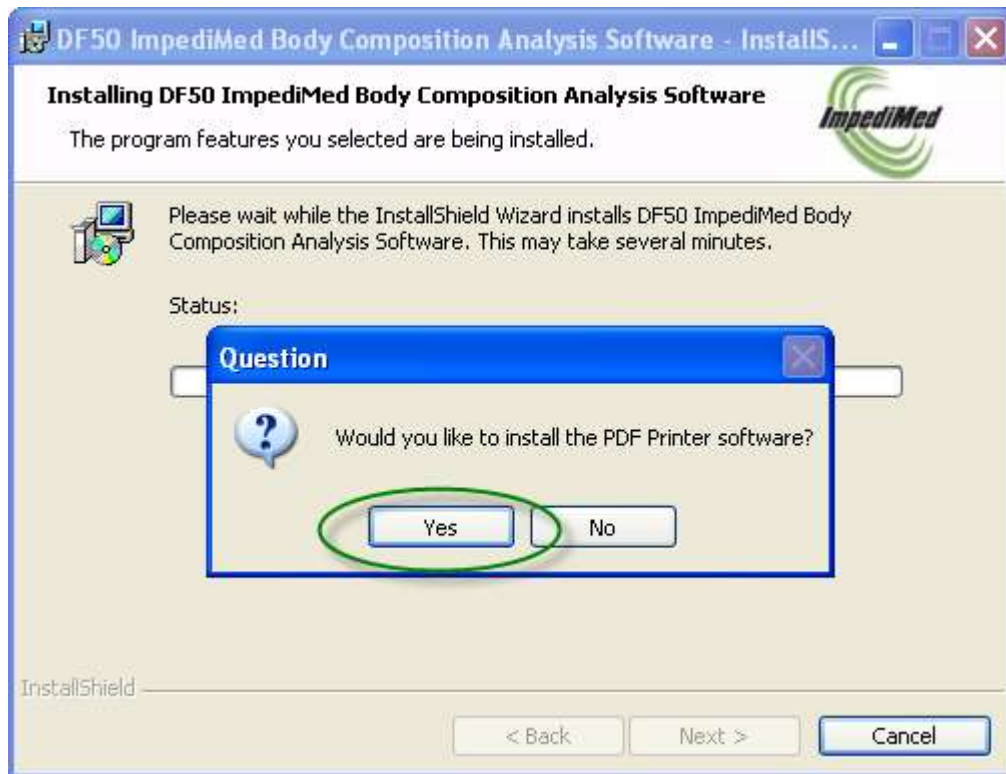 DF50 ImpediMed Body Composition Analysis Software - InstallS...
Installing DF50 ImpediMed Body Composition Analysis Software
The program features you selected are being installed.
ImpediMed
Please wait while the InstallShield Wizard installs DF50 ImpediMed Body
Composition Analysis Software. This may take several minutes.
Status:
Question
Would you like to install the PDF Printer software?
Yes No
InstallShield
< Back Next > Cancel